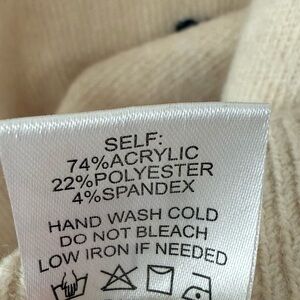 SELF:
74%ACRYLIC
22%POLYESTER
4%SPANDEX
HAND WASH COLD
DO NOT BLEACH
LOW IRON IF NEEDED